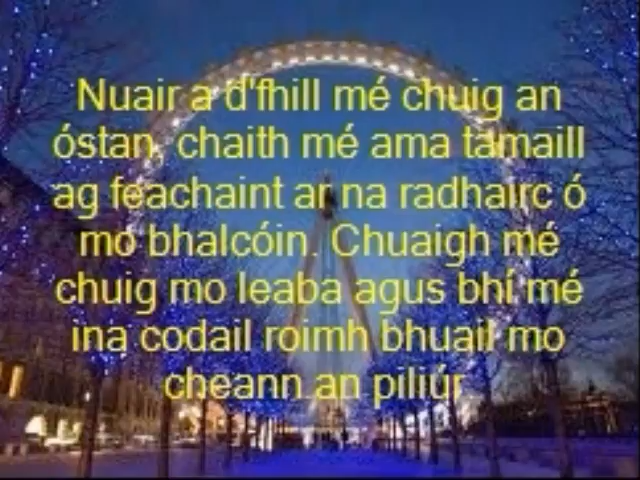 Nuair a d'fhill mé chuig an
óstan, chaith mé ama tamaill
ag feachaint ar na radhairc ó
mo bhalcóin. Chuaigh mé
chuig mo leaba agus bhí mé
ina codail roimh bhuail mo
cheann an piliúr